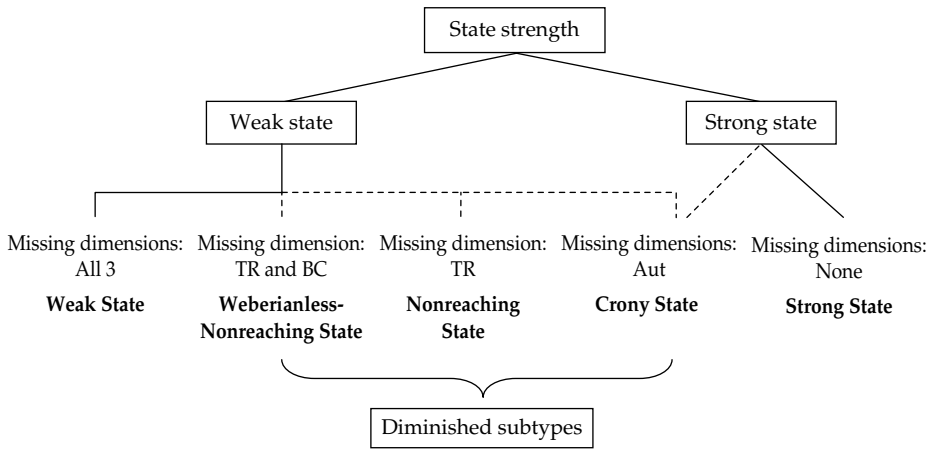 State strength
Weak state
Strong state
Missing dimensions:
All 3
Weak State
Missing dimension:
TR and BC
Weberianless-
Nonreaching State
Missing dimension:
TR
Nonreaching
State
Missing dimensions:
Aut
Crony State
Missing dimensions:
None
Strong State
Diminished subtypes